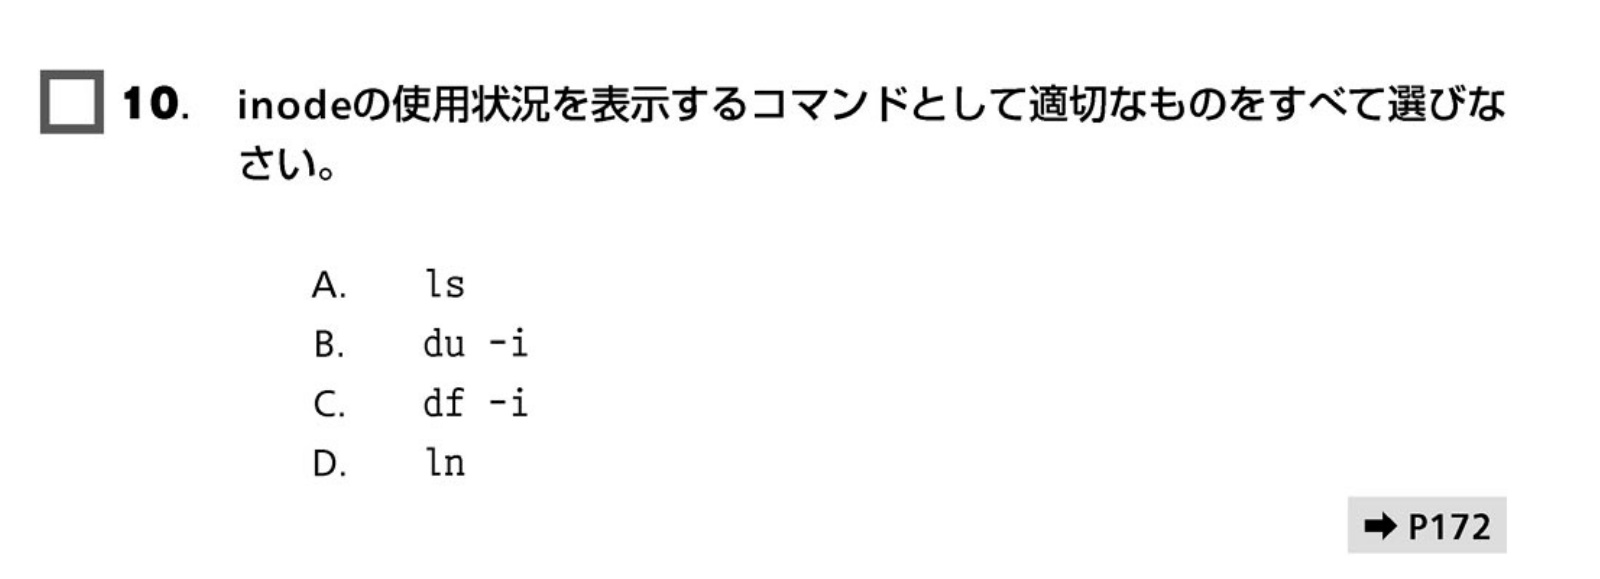 10. inodeの使用状況を表示するコマンドとして適切なものをすべて選びな
さい。
A. ls
B. du -i
C. df -i
D. ln
➡ P172